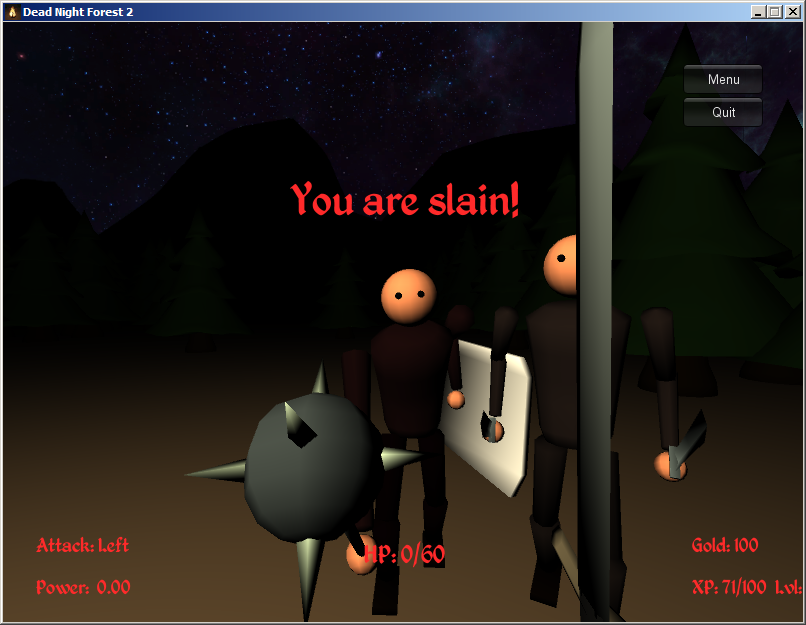 Dead Night Forest 2
Menu
Quit
You are slain!
Attack: Left
HP: 0/60
Gold: 100
Power: 0.00
XP: 71/100 Lvl: